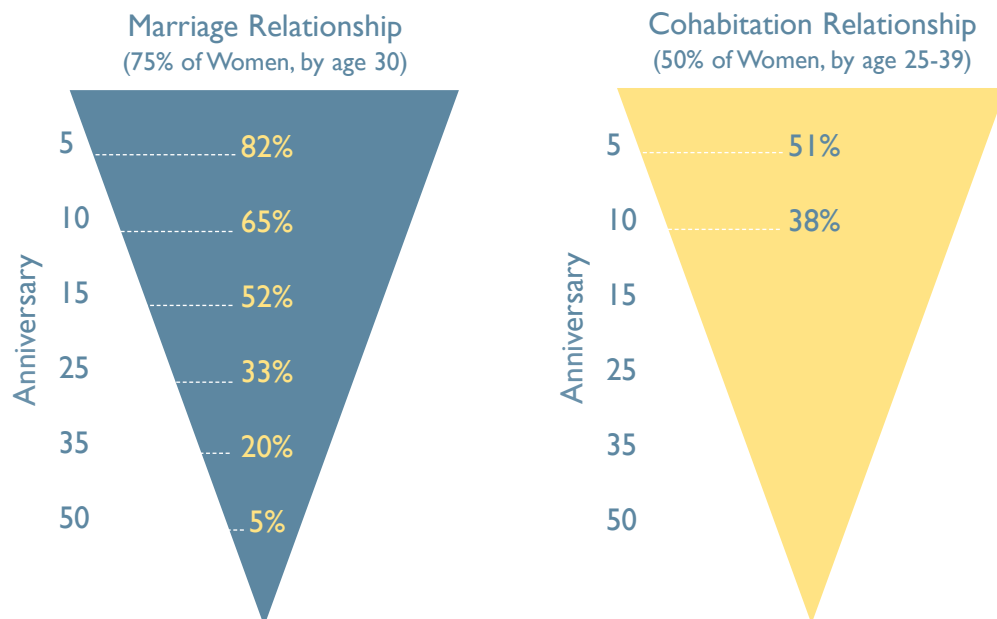 Marriage Relationship
(75% of Women, by age 30)
Anniversary
5 82%
10 65%
15 52%
25 33%
35 20%
50 5%
Cohabitation Relationship
(50% of Women, by age 25-39)
Anniversary
5 51%
10 38%
15
25
35
50